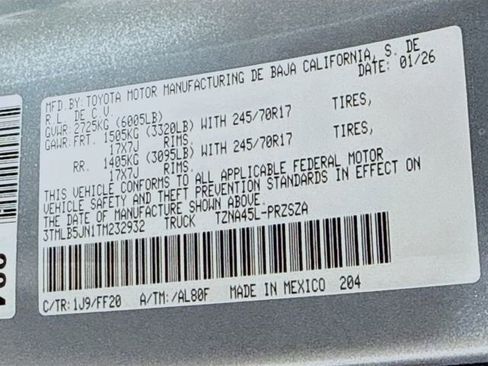 MFD.BY:TOYOTA MOTOR MANUFACTURING DE BAJA CALIFORNIA, S. DE
R.L. DE C.V. DATE: 01/26
GVWR: 2725KG (6005LB)
GAWR:FRT. 1505KG (3320LB) WITH 245/70R17 TIRES,
17X7J RIMS.
RR. 1405KG (3095LB) WITH 245/70R17 TIRES,
17X7J RIMS.
THIS VEHICLE CONFORMS TO ALL APPLICABLE FEDERAL MOTOR
VEHICLE SAFETY AND THEFT PREVENTION STANDARDS IN EFFECT ON
THE DATE OF MANUFACTURE SHOWN ABOVE.
3TMLB5JN1TM232932 TRUCK TZNA45L-PRZSZA
C/TR: 1J9/FF20 A/TM: /AL80F MADE IN MEXICO 204